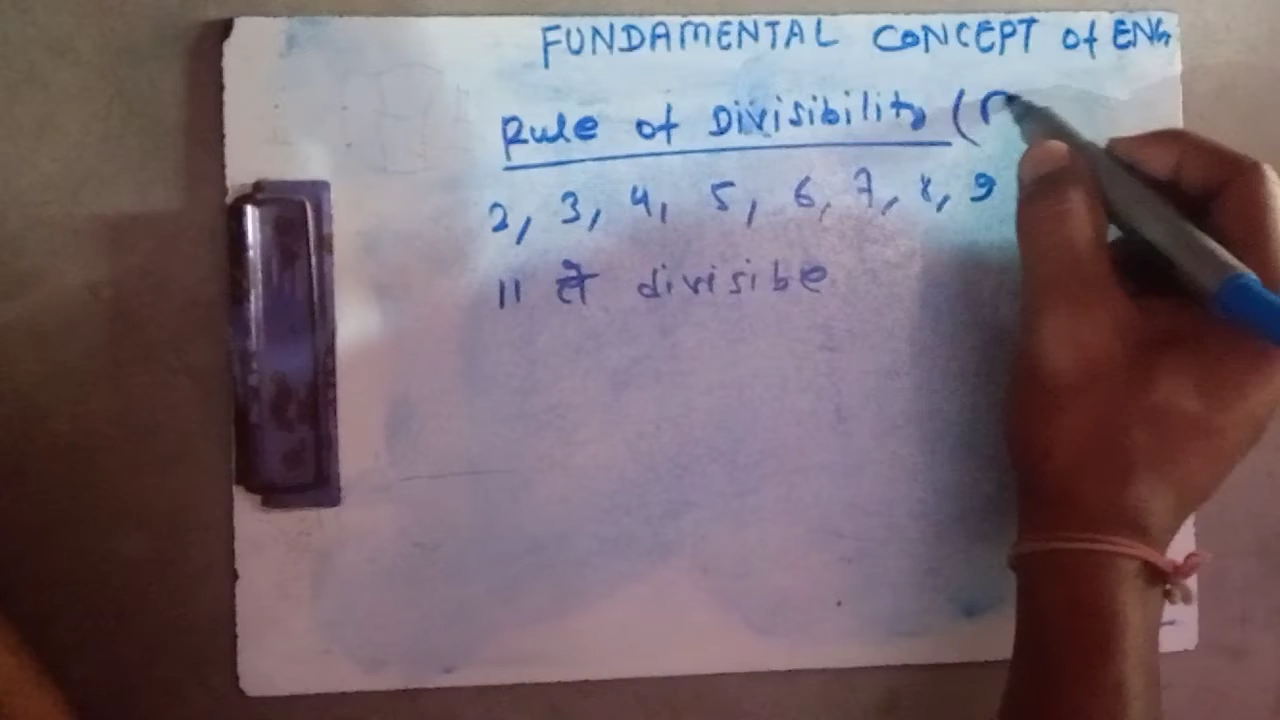 FUNDAMENTAL CONCEPT of ENG
Rule of Divisibility (
2, 3, 4, 5, 6, 7, 8, 9
11 से divisibe